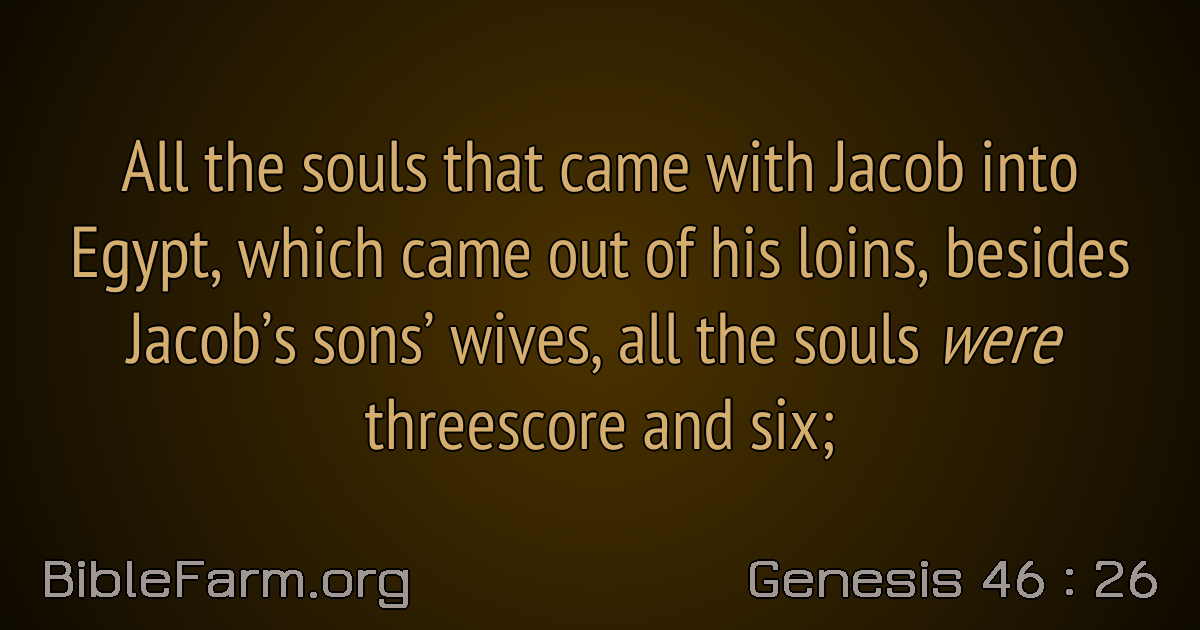 All the souls that came with Jacob into
Egypt, which came out of his loins, besides
Jacob’s sons’ wives, all the souls were
threescore and six;
BibleFarm.org
Genesis 46 : 26